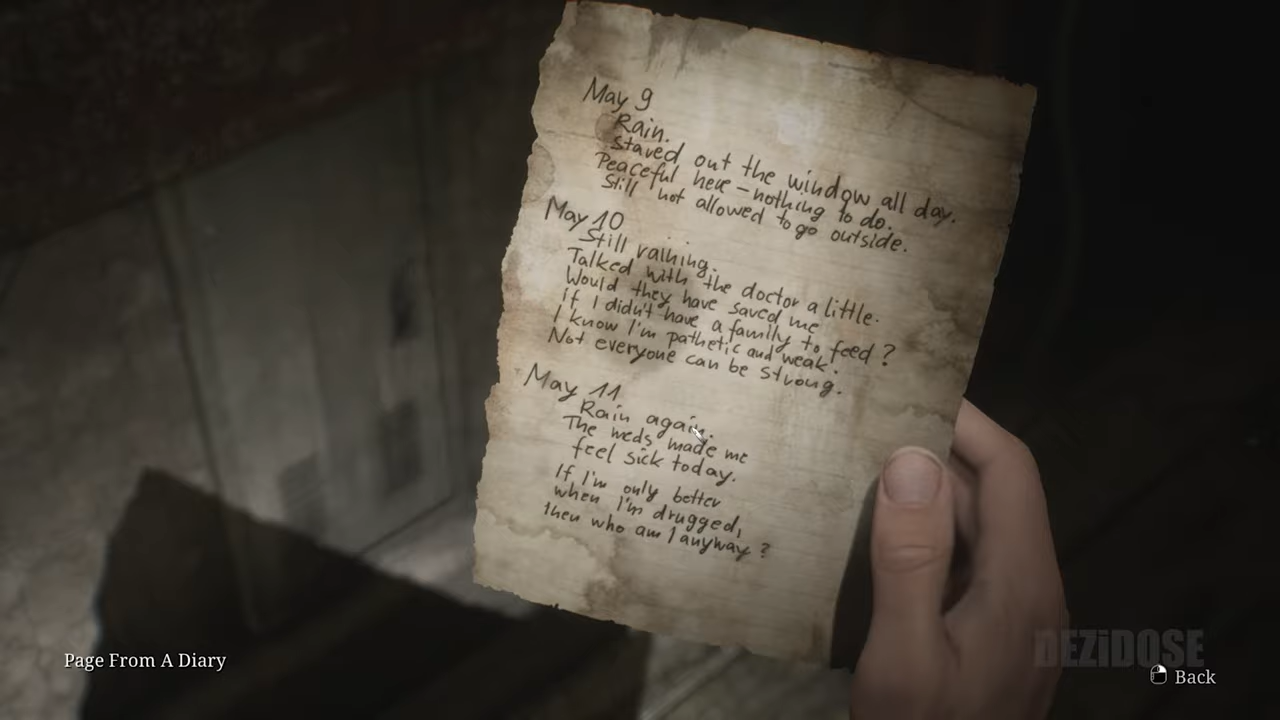 May 9
Rain.
Stared out the window all day.
Peaceful here – nothing to do.
Still not allowed to go outside.
May 10
Still raining.
Talked with the doctor a little.
Would they have saved me
if I didn't have a family to feed?
I know I'm pathetic and weak.
Not everyone can be strong.
May 11
Rain again.
The meds made me
feel sick today.
If I'm only better
when I'm drugged,
then who am I anyway?
Page From A Diary
DEZiDOSE
Back